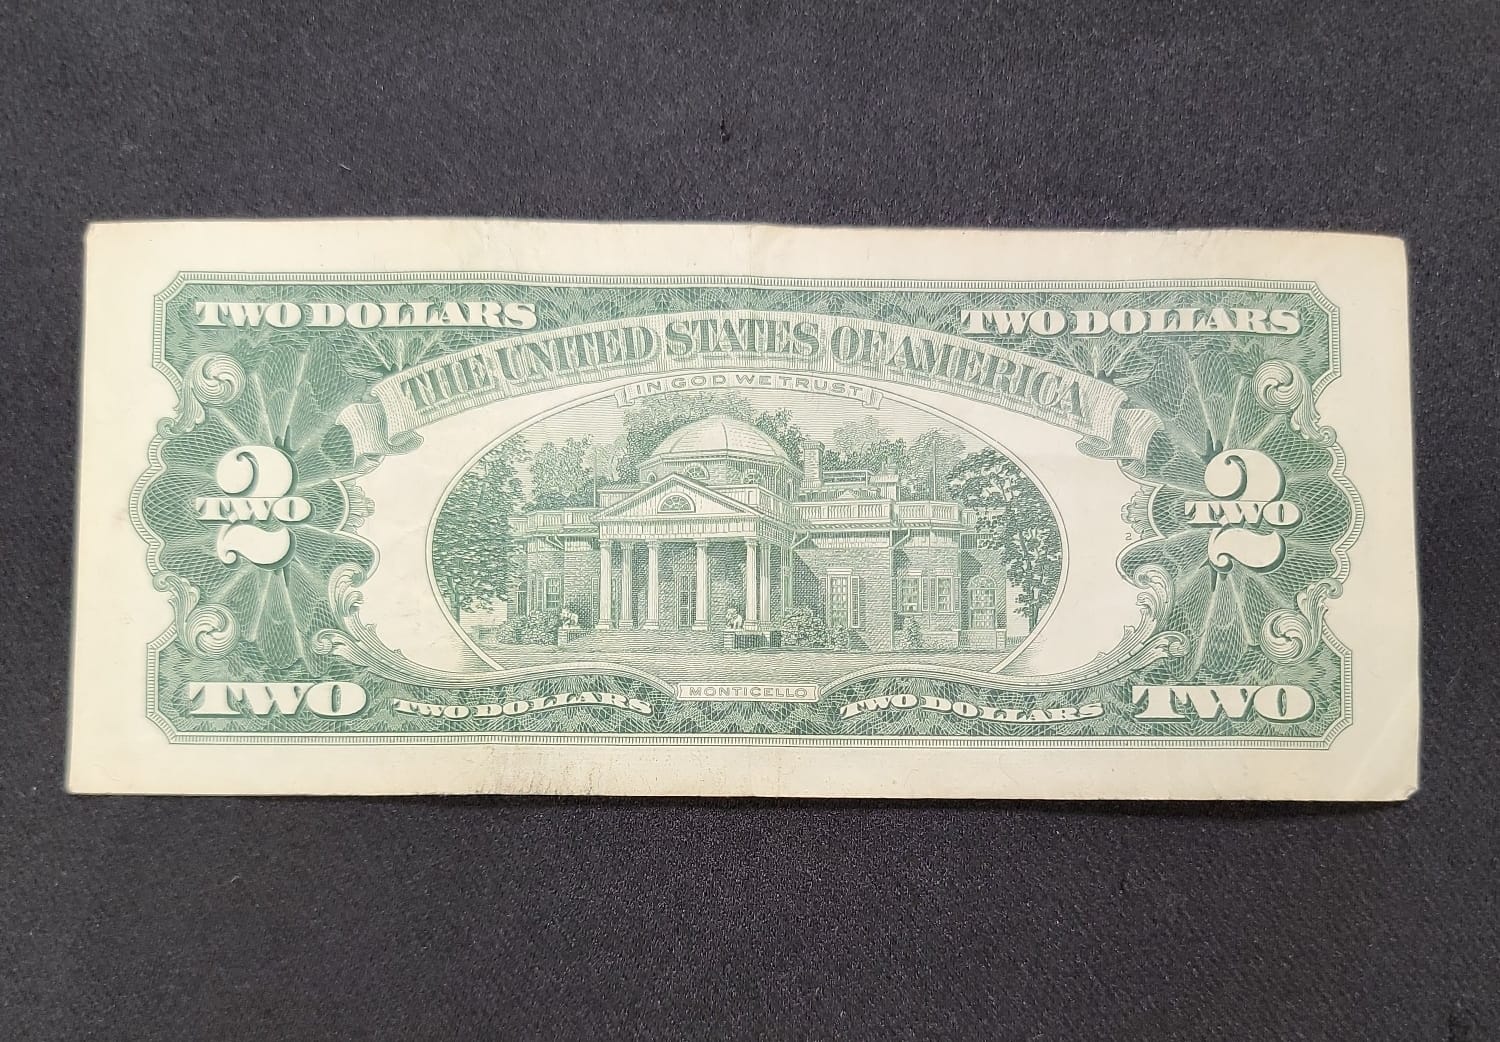 TWO DOLLARS
TWO DOLLARS
THE UNITED STATES OF AMERICA
IN GOD WE TRUST
2
TWO
2
TWO
2
MONTICELLO
TWO
TWO DOLLARS
TWO DOLLARS
TWO